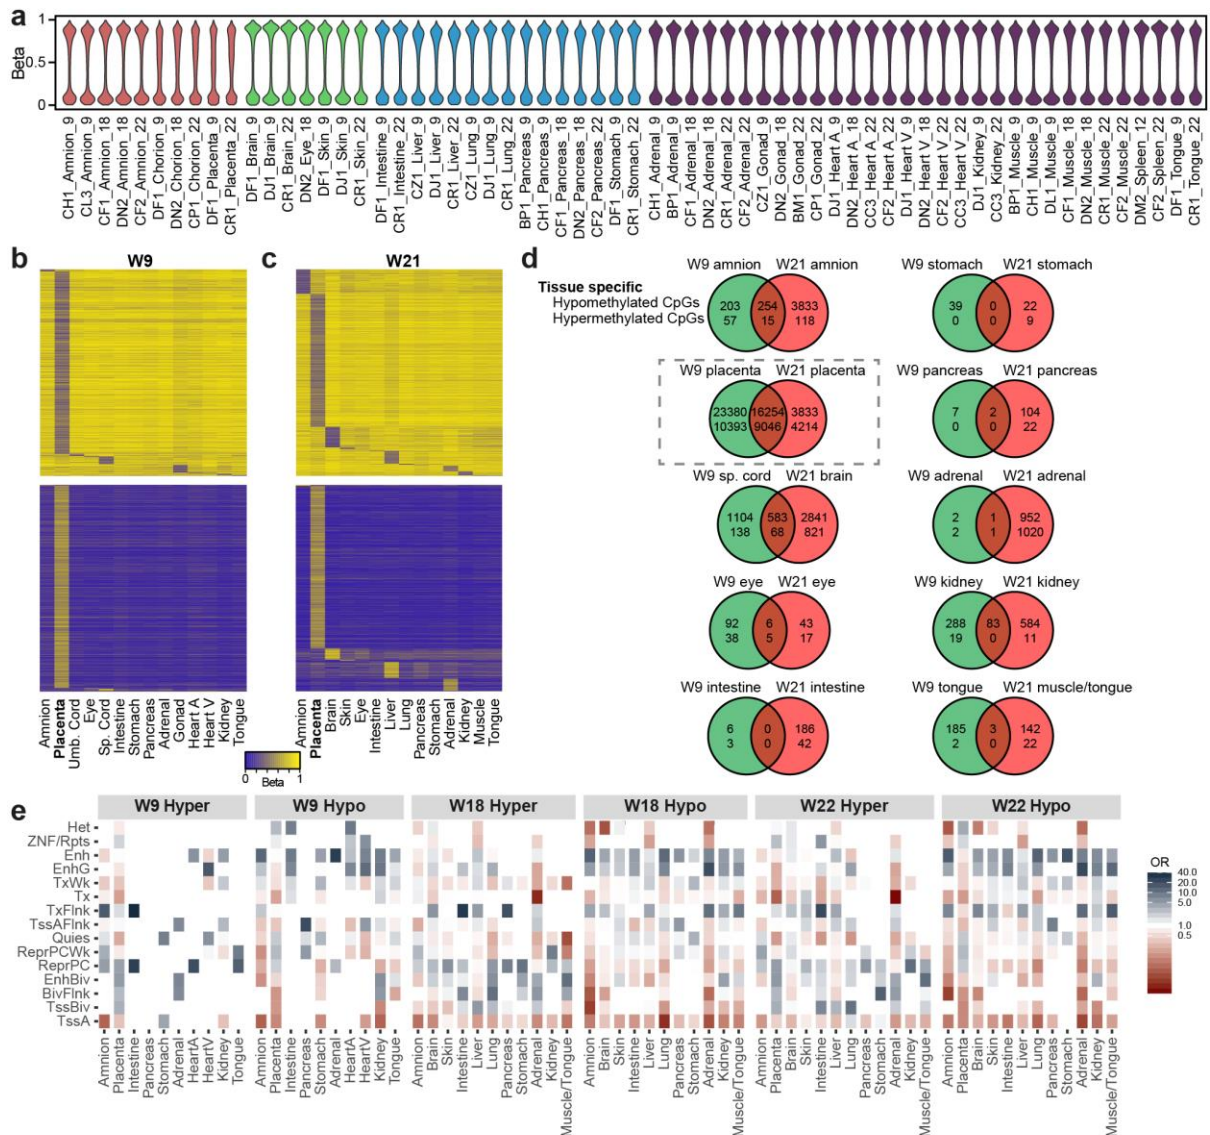 a
1
0.5
0
Beta
CH1_Amnion_9
CL3_Amnion_9
CF1_Amnion_18
DN2_Amnion_18
CF2_Amnion_22
DF1_Chorion_9
DN2_Chorion_18
CP1_Chorion_22
DF1_Placenta_9
CR1_Placenta_22
DF1_Brain_9
DJ1_Brain_9
CR1_Brain_22
DN2_Eye_18
DF1_Skin_9
DJ1_Skin_9
CR1_Skin_22
DF1_Intestine_9
CR1_Intestine_22
CZ1_Liver_9
DJ1_Liver_9
CR1_Liver_22
CZ1_Lung_9
DJ1_Lung_9
CR1_Lung_22
BP1_Pancreas_9
CH1_Pancreas_9
CF1_Pancreas_18
DN2_Pancreas_18
CF2_Pancreas_22
DF1_Stomach_9
CR1_Stomach_22
CH1_Adrenal_9
BP1_Adrenal_9
CF1_Adrenal_18
DN2_Adrenal_18
CR1_Adrenal_22
CF2_Adrenal_22
CZ1_Gonad_9
DN2_Gonad_18
BM1_Gonad_22
CP1_Gonad_22
DJ1_Heart A_9
DN2_Heart A_18
CC3_Heart A_22
CF2_Heart A_22
DJ1_Heart V_9
DN2_Heart V_18
CF2_Heart V_22
CC3_Heart V_22
DJ1_Kidney_9
CC3_Kidney_22
BP1_Muscle_9
CH1_Muscle_9
DL1_Muscle_9
CF1_Muscle_18
DN2_Muscle_18
CR1_Muscle_22
CF2_Muscle_22
DM2_Spleen_12
CF2_Spleen_22
DF1_Tongue_9
CR1_Tongue_22
b
W9
Amnion
Placenta
Umb. Cord
Eye
Sp. Cord
Intestine
Stomach
Pancreas
Adrenal
Gonad
Heart A
Heart V
Kidney
Tongue
0 1
Beta
c
W21
Amnion
Placenta
Brain
Skin
Eye
Intestine
Liver
Lung
Pancreas
Stomach
Adrenal
Kidney
Muscle
Tongue
d
Tissue specific
Hypomethylated CpGs
Hypermethylated CpGs
W9 amnion W21 amnion
203 254 3833
57 15 118
W9 stomach W21 stomach
39 0 22
0 0 9
W9 placenta W21 placenta
23380 16254 3833
10393 9046 4214
W9 pancreas W21 pancreas
7 2 104
0 0 22
W9 sp. cord W21 brain
1104 583 2841
138 68 821
W9 adrenal W21 adrenal
2 1 952
2 1 1020
W9 eye W21 eye
92 6 43
38 5 17
W9 kidney W21 kidney
288 83 584
19 0 11
W9 intestine W21 intestine
6 0 186
3 0 42
W9 tongue W21 muscle/tongue
185 3 142
2 0 22
e
W9 Hyper
W9 Hypo
W18 Hyper
W18 Hypo
W22 Hyper
W22 Hypo
Het
ZNF/Rpts
Enh
EnhG
TxWk
Tx
TxFlnk
TssAFlnk
Quies
ReprPCWk
ReprPC
EnhBiv
BivFlnk
TssBiv
TssA
Amnion
Placenta
Intestine
Pancreas
Stomach
Adrenal
HeartA
HeartV
Kidney
Tongue
Amnion
Placenta
Intestine
Pancreas
Stomach
Adrenal
HeartA
HeartV
Kidney
Tongue
Amnion
Brain
Skin
Intestine
Liver
Lung
Pancreas
Stomach
Adrenal
Kidney
Muscle/Tongue
Amnion
Brain
Skin
Intestine
Liver
Lung
Pancreas
Stomach
Adrenal
Kidney
Muscle/Tongue
Amnion
Placenta
Brain
Skin
Intestine
Liver
Lung
Pancreas
Stomach
Adrenal
Kidney
Muscle/Tongue
Amnion
Placenta
Brain
Skin
Intestine
Liver
Lung
Pancreas
Stomach
Adrenal
Kidney
Muscle/Tongue
OR
40.0
20.0
5.0
1.0
0.5